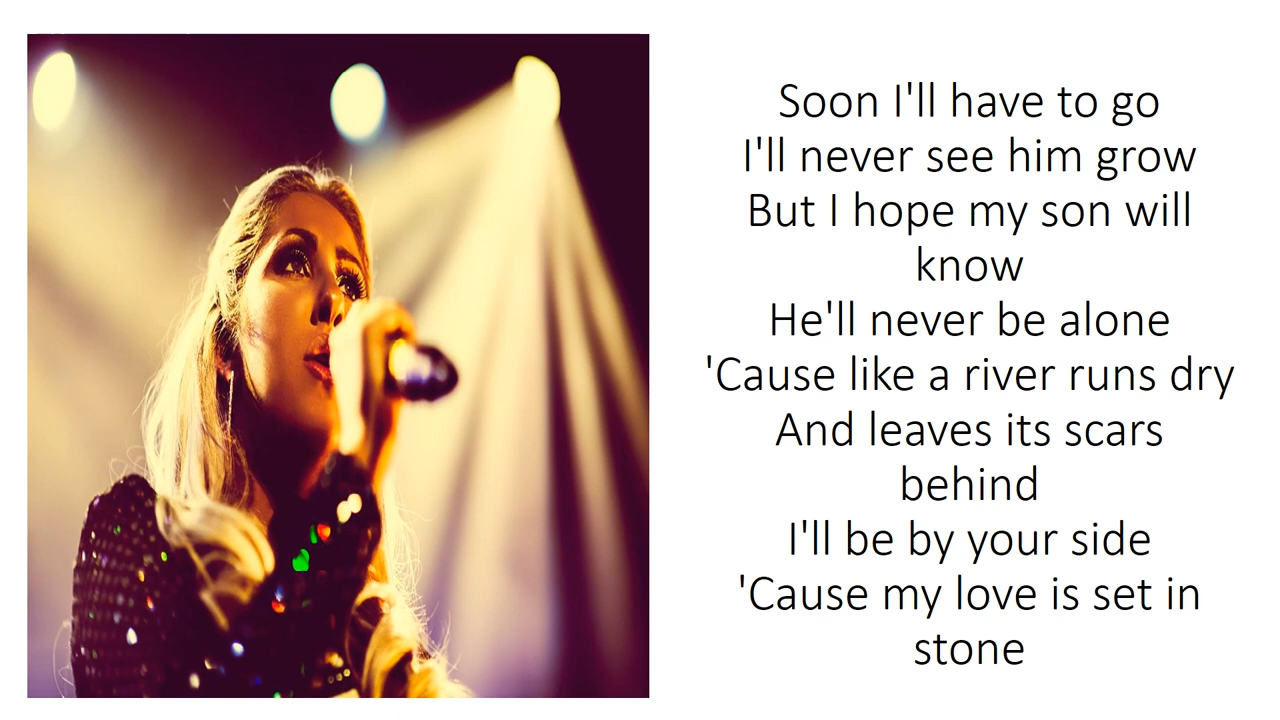 Soon I'll have to go
I'll never see him grow
But I hope my son will
know
He'll never be alone
'Cause like a river runs dry
And leaves its scars
behind
I'll be by your side
'Cause my love is set in
stone